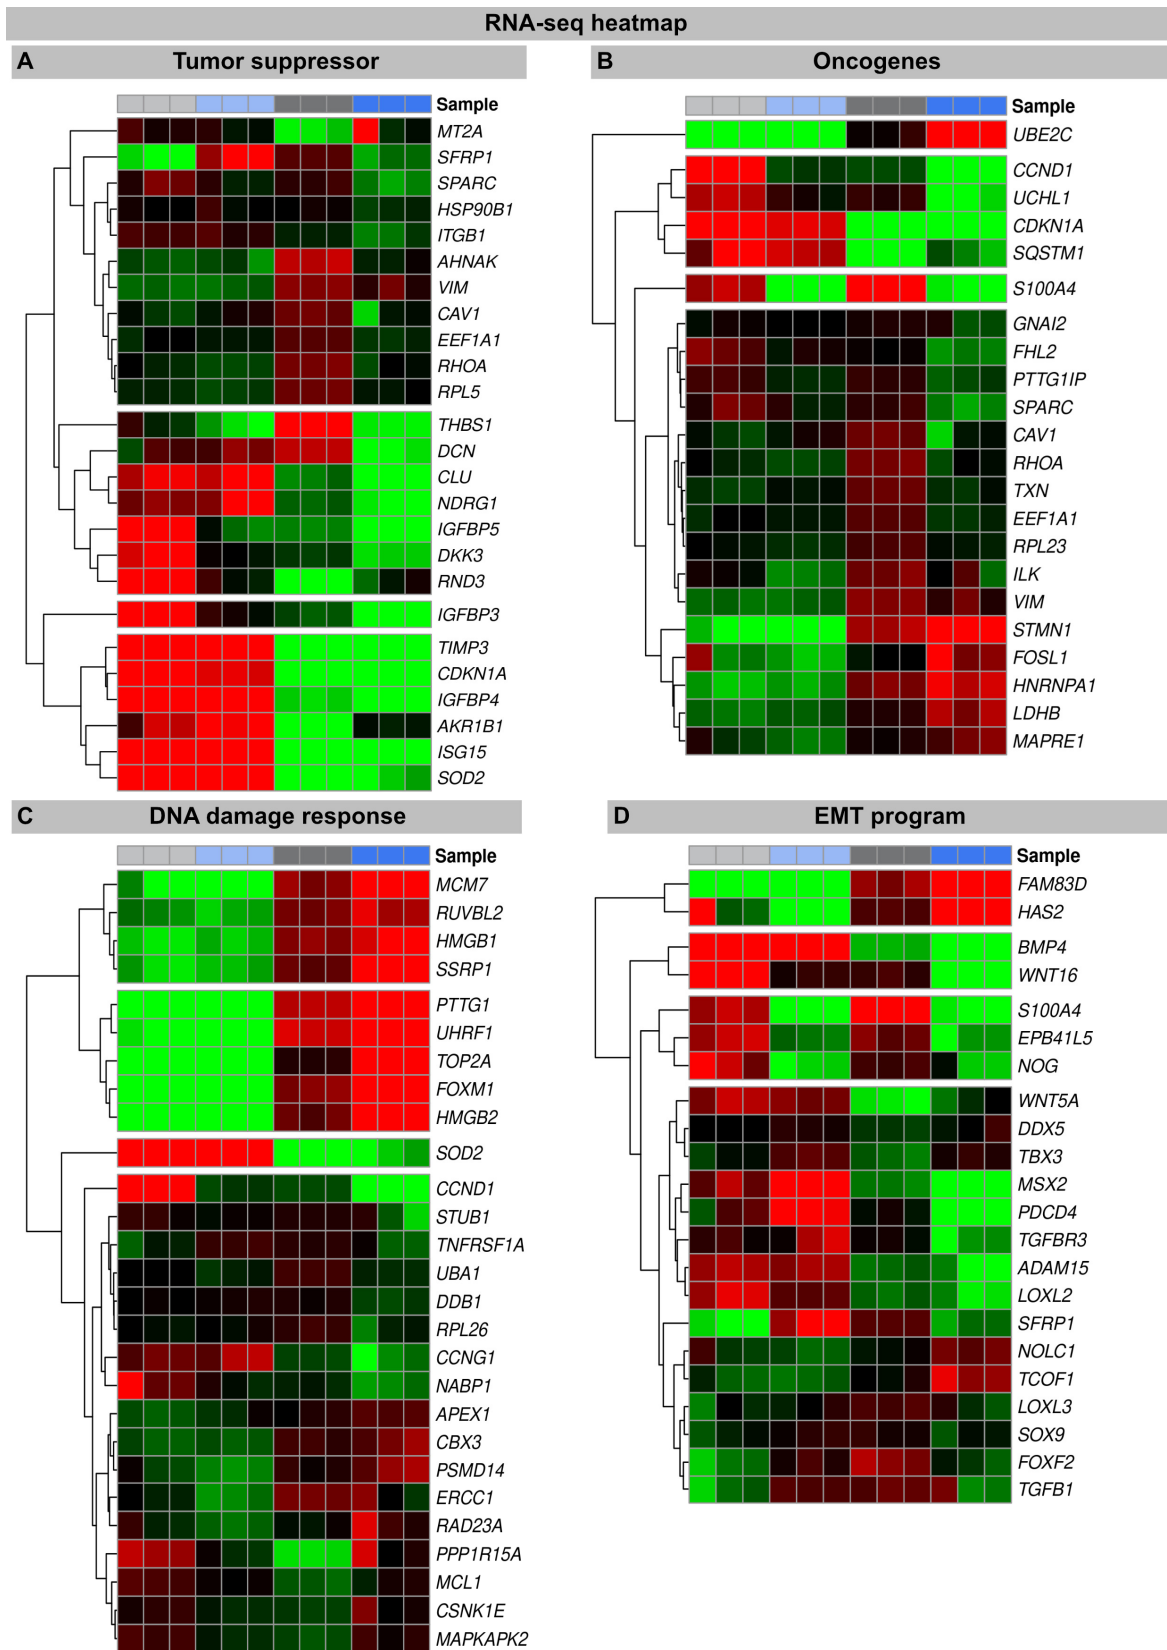 RNA-seq heatmap
A Tumor suppressor
Sample
MT2A
SFRP1
SPARC
HSP90B1
ITGB1
AHNAK
VIM
CAV1
EEF1A1
RHOA
RPL5
THBS1
DCN
CLU
NDRG1
IGFBP5
DKK3
RND3
IGFBP3
TIMP3
CDKN1A
IGFBP4
AKR1B1
ISG15
SOD2
B Oncogenes
Sample
UBE2C
CCND1
UCHL1
CDKN1A
SQSTM1
S100A4
GNAI2
FHL2
PTTG1IP
SPARC
CAV1
RHOA
TXN
EEF1A1
RPL23
ILK
VIM
STMN1
FOSL1
HNRNPA1
LDHB
MAPRE1
C DNA damage response
Sample
MCM7
RUVBL2
HMGB1
SSRP1
PTTG1
UHRF1
TOP2A
FOXM1
HMGB2
SOD2
CCND1
STUB1
TNFRSF1A
UBA1
DDB1
RPL26
CCNG1
NABP1
APEX1
CBX3
PSMD14
ERCC1
RAD23A
PPP1R15A
MCL1
CSNK1E
MAPKAPK2
D EMT program
Sample
FAM83D
HAS2
BMP4
WNT16
S100A4
EPB41L5
NOG
WNT5A
DDX5
TBX3
MSX2
PDCD4
TGFBR3
ADAM15
LOXL2
SFRP1
NOLC1
TCOF1
LOXL3
SOX9
FOXF2
TGFB1